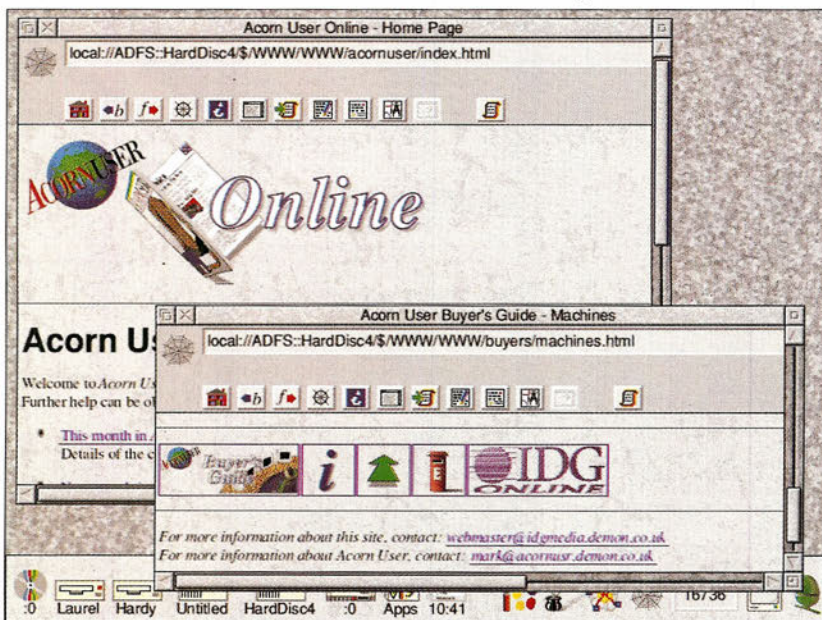 Acorn User Online - Home Page
local://ADFS::HardDisc4/$/WWW/WWW/acornuser/index.html
b f i
ACORNUSER
Online
Acorn Us
Welcome to Acorn Us
Further help can be ob
This month in A
Details of the c
Acorn User Buyer's Guide - Machines
local://ADFS::HardDisc4/$/WWW/WWW/buyers/machines.html
b f i
Buyer's Guide
i
IDG
ONLINE
For more information about this site, contact: webmaster@idgmedia.demon.co.uk
For more information about Acorn User, contact: mark@acornusr.demon.co.uk
:0 Laurel Hardy Untitled HardDisc4 :0 Apps 10:41